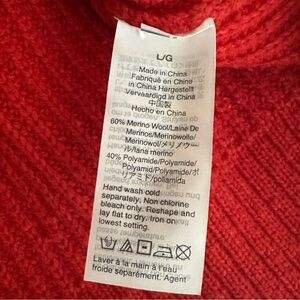 L/G
Made in China
Fabriqué en Chine
in China Hergestellt
Vervaardigd in China
中国製
Hecho en China
60% Merino Wool/Laine De
Merinos/Merinowolle/
Merinowol/メリノウー
ル/lana merino
40% Polyamide/Polyamide/
Polyamid/Polyamide/ポ
リアミド/poliamida
Hand wash cold
separately. Non chlorine
bleach only. Reshape and
lay flat to dry. Iron on
lowest setting.
Laver à la main à l'eau
froide séparément. Agent